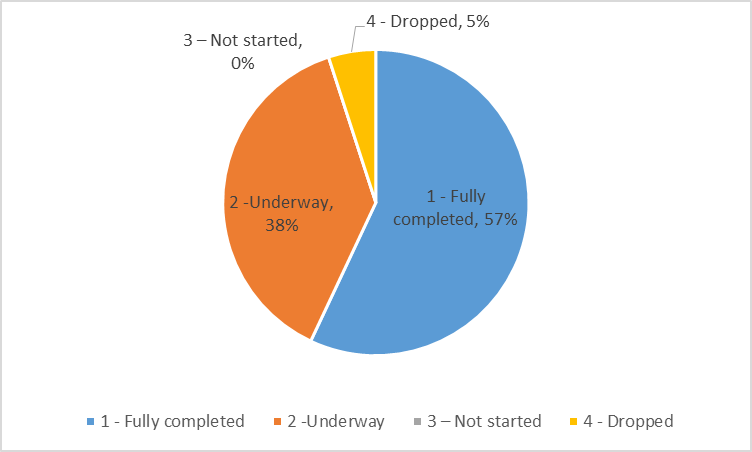 4 - Dropped, 5%
3 – Not started,
0%
1 - Fully
completed, 57%
2 -Underway,
38%
1 - Fully completed
2 -Underway
3 – Not started
4 - Dropped